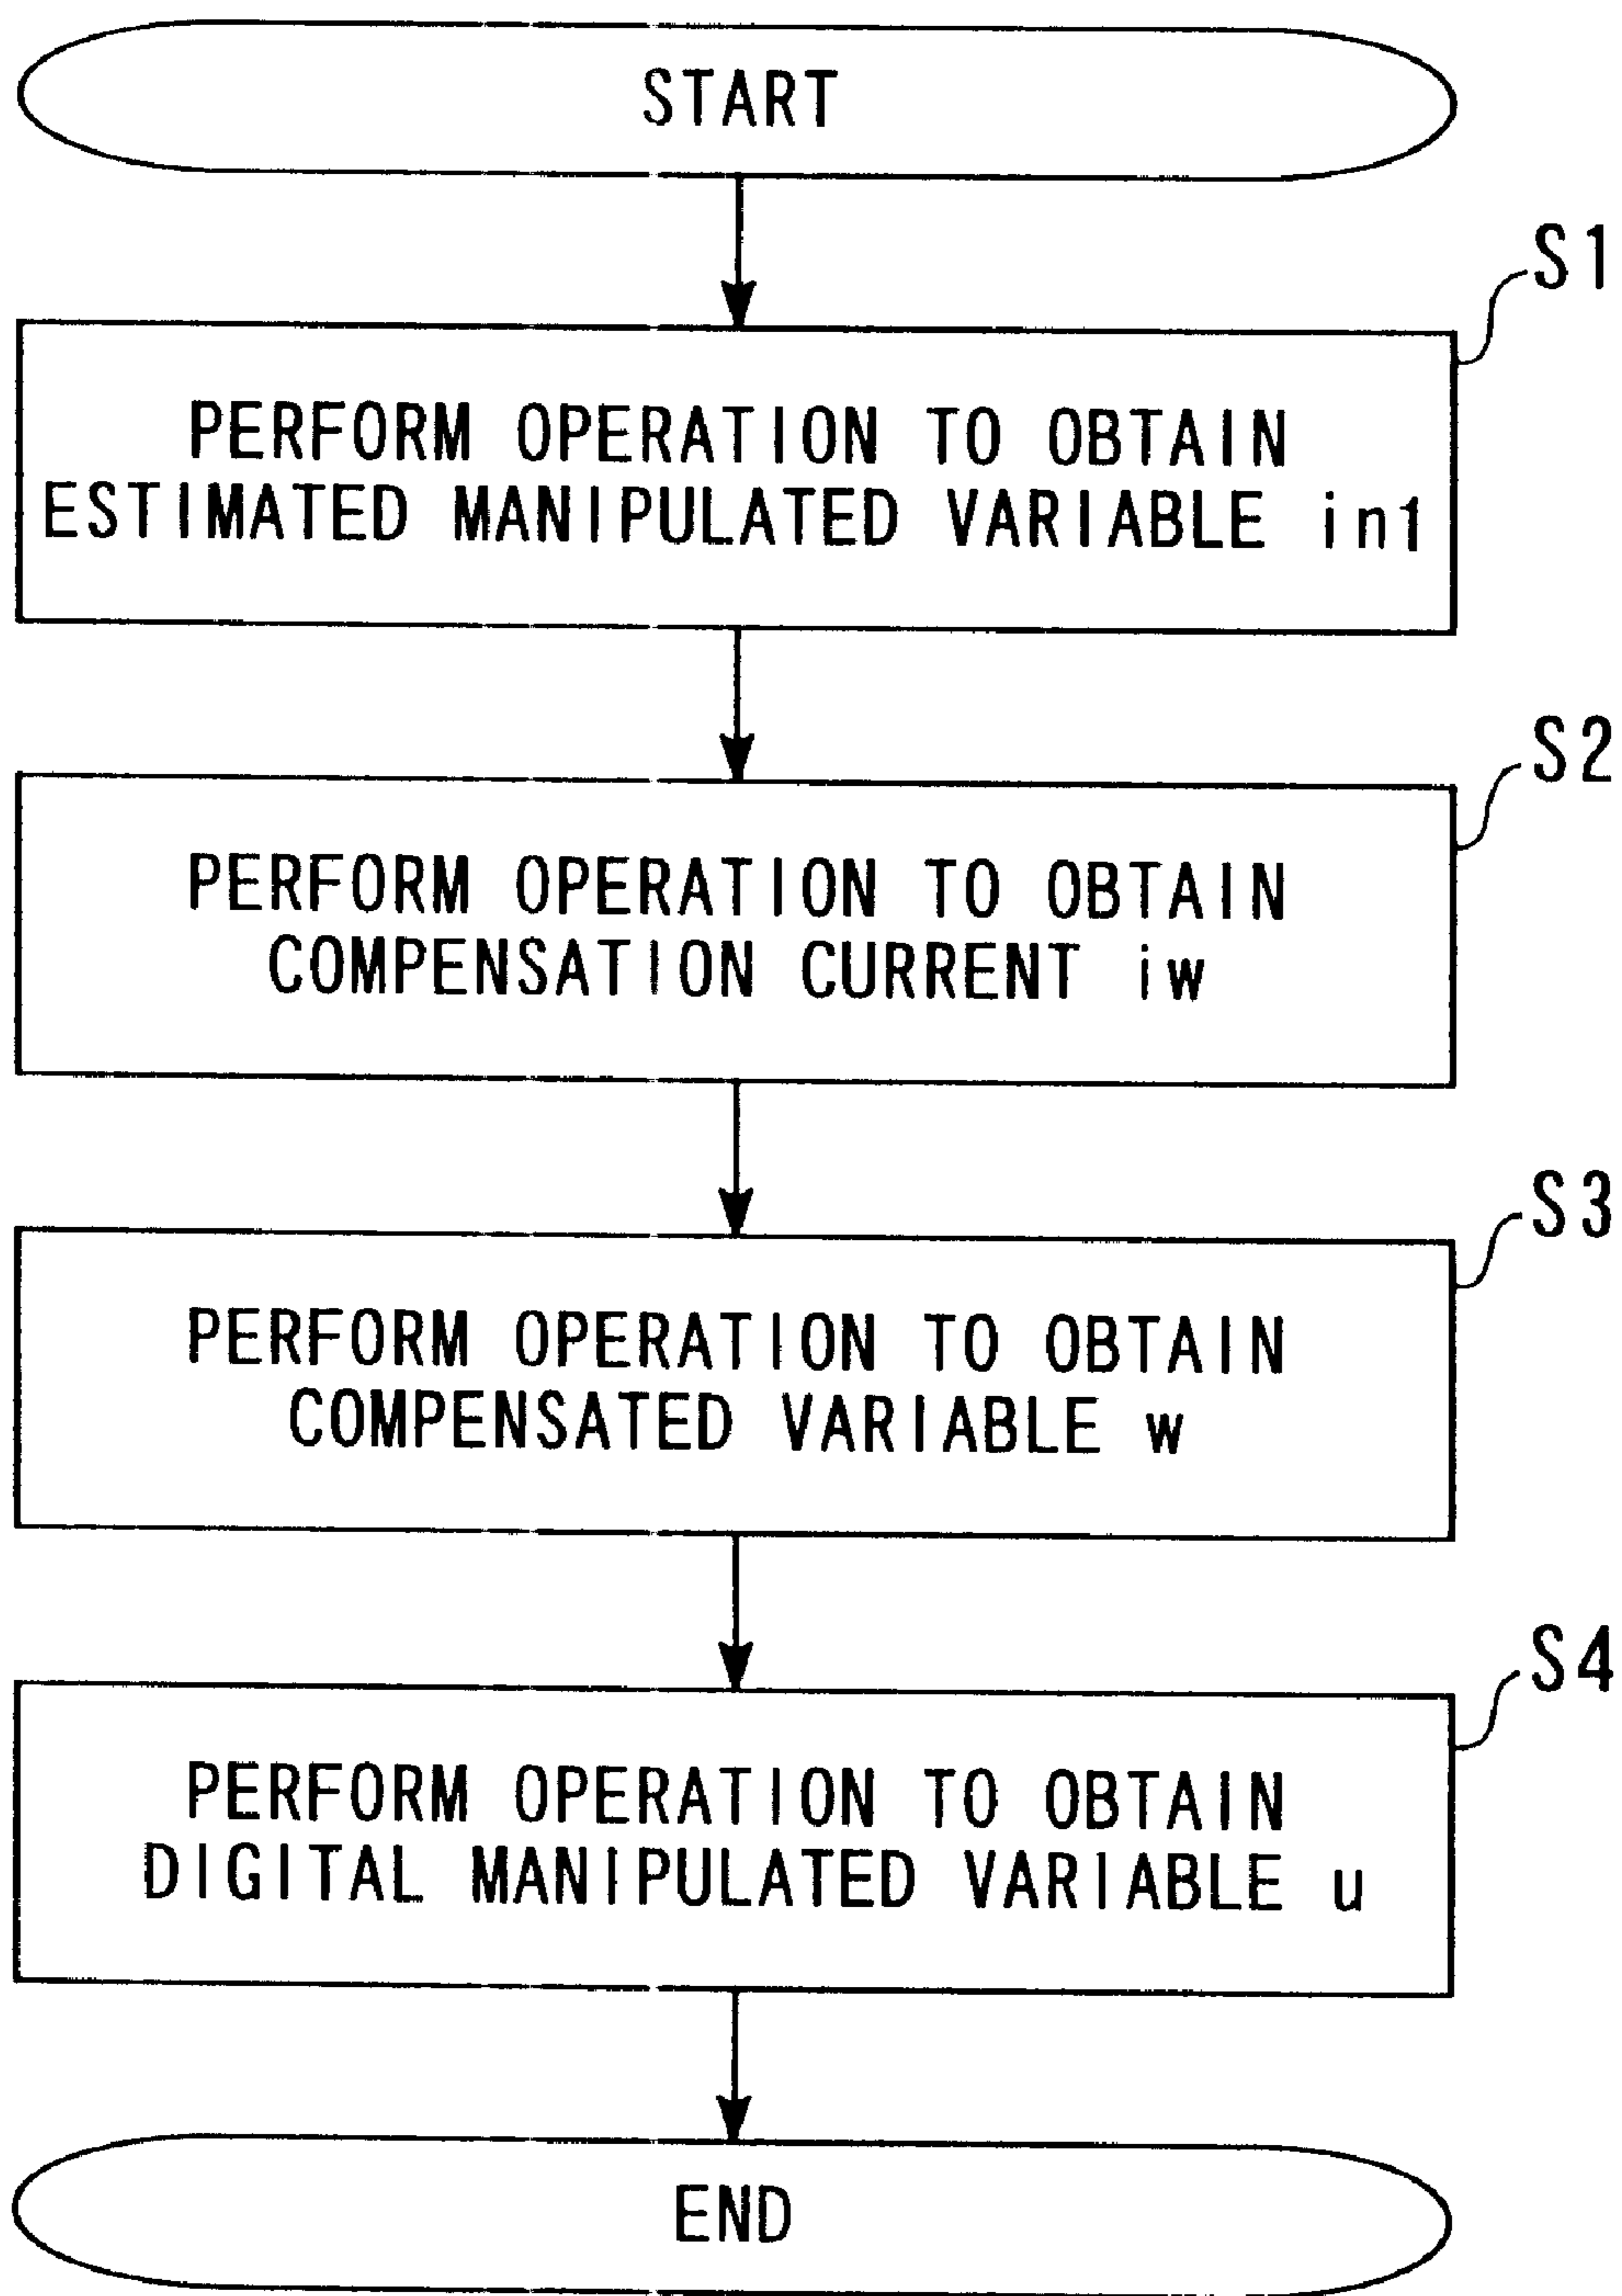 START
S1
PERFORM OPERATION TO OBTAIN
ESTIMATED MANIPULATED VARIABLE in1
S2
PERFORM OPERATION TO OBTAIN
COMPENSATION CURRENT iw
S3
PERFORM OPERATION TO OBTAIN
COMPENSATED VARIABLE w
S4
PERFORM OPERATION TO OBTAIN
DIGITAL MANIPULATED VARIABLE u
END